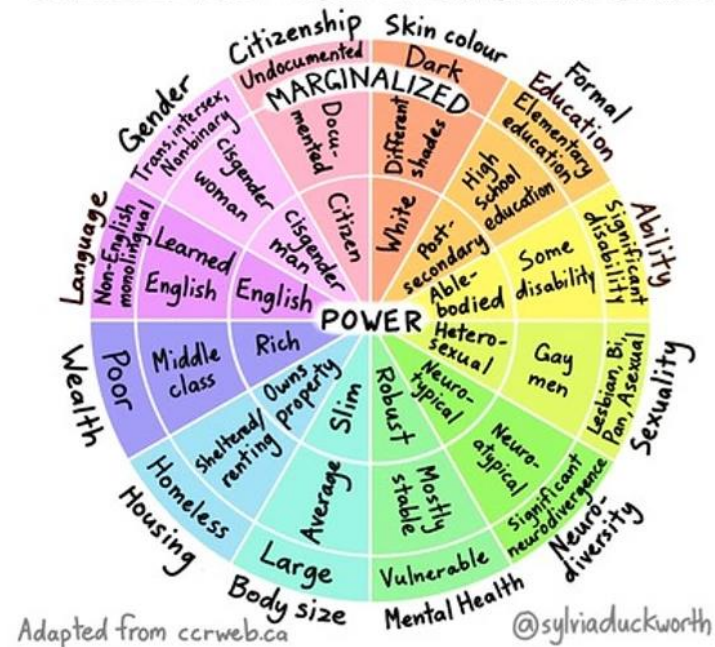 Citizenship
Undocumented
Docu-
mented
Citizen
Skin colour
Dark
Different
shades
White
Formal
Education
Elementary
education
High
school
education
Post-
secondary
Ability
Significant
disability
Some
disability
Able-
bodied
Sexuality
Lesbian, Bi,
Pan, Asexual
Gay
men
Hetero-
sexual
Neuro-
diversity
Significant
neurodivergence
Neuro-
atypical
Neuro-
typical
Mental Health
Vulnerable
Mostly
stable
Robust
Body size
Large
Average
Slim
Housing
Homeless
Sheltered/
renting
Owns
property
Wealth
Poor
Middle
class
Rich
Language
Non-English
monolingual
Learned
English
English
Gender
Trans, intersex,
Non-binary
cisgender
woman
cisgender
man
MARGINALIZED
POWER
Adapted from ccrweb.ca
@sylviaduckworth